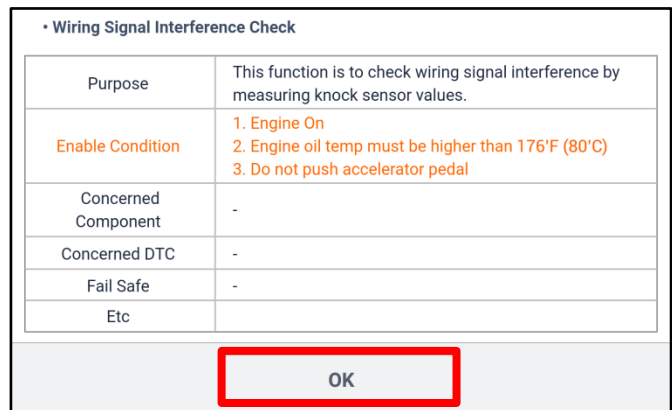 • Wiring Signal Interference Check
Purpose
This function is to check wiring signal interference by
measuring knock sensor values.
Enable Condition
1. Engine On
2. Engine oil temp must be higher than 176'F (80'C)
3. Do not push accelerator pedal
Concerned
Component
-
Concerned DTC
-
Fail Safe
-
Etc
OK